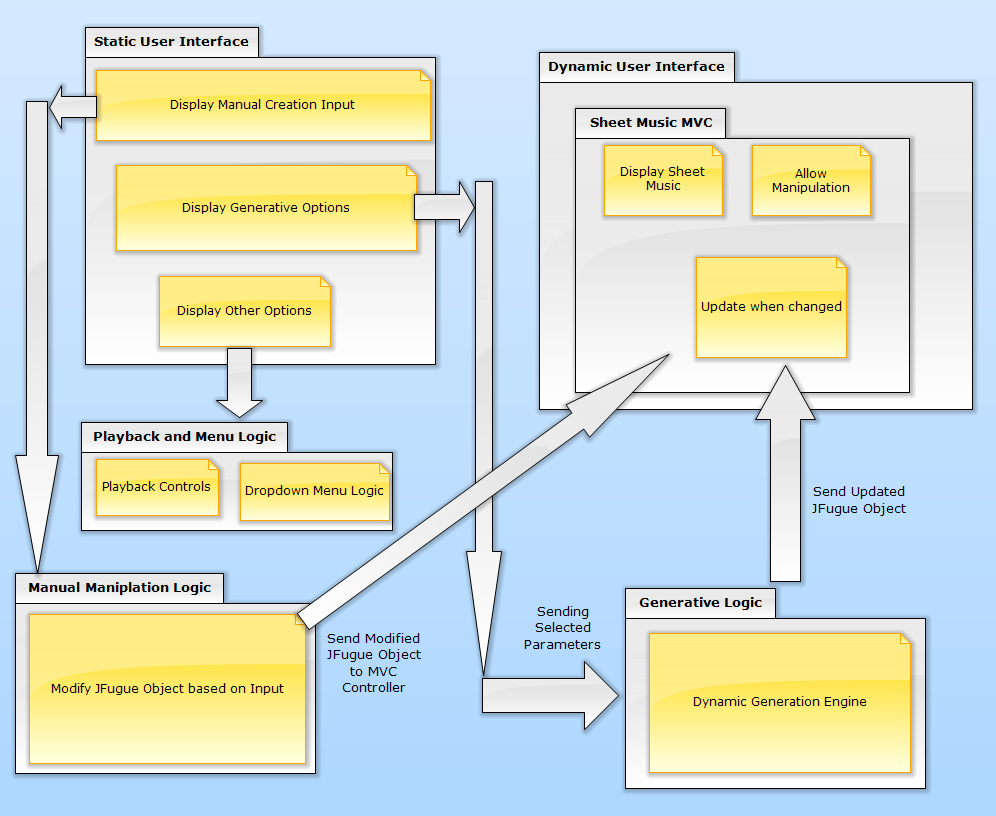 Static User Interface
Display Manual Creation Input
Display Generative Options
Display Other Options
Dynamic User Interface
Sheet Music MVC
Display Sheet
Music
Allow
Manipulation
Update when changed
Playback and Menu Logic
Playback Controls
Dropdown Menu Logic
Send Updated
JFugue Object
Manual Maniplation Logic
Modify JFugue Object based on Input
Send Modified
JFugue Object
to MVC
Controller
Sending
Selected
Parameters
Generative Logic
Dynamic Generation Engine